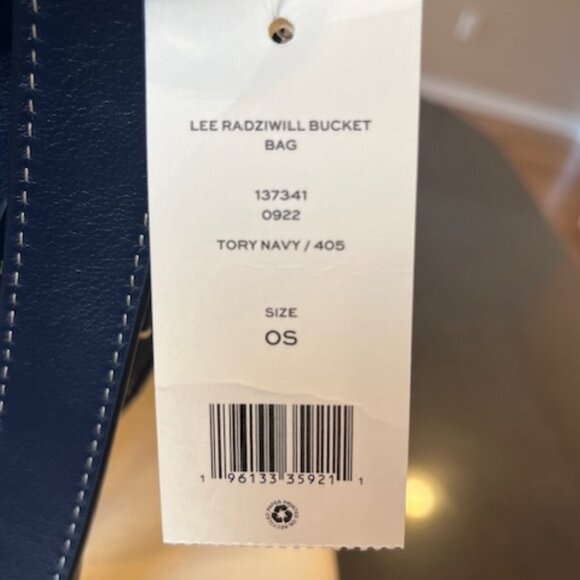 LEE RADZIWILL BUCKET
BAG
137341
0922
TORY NAVY / 405
SIZE
OS
1 96133 35921 1